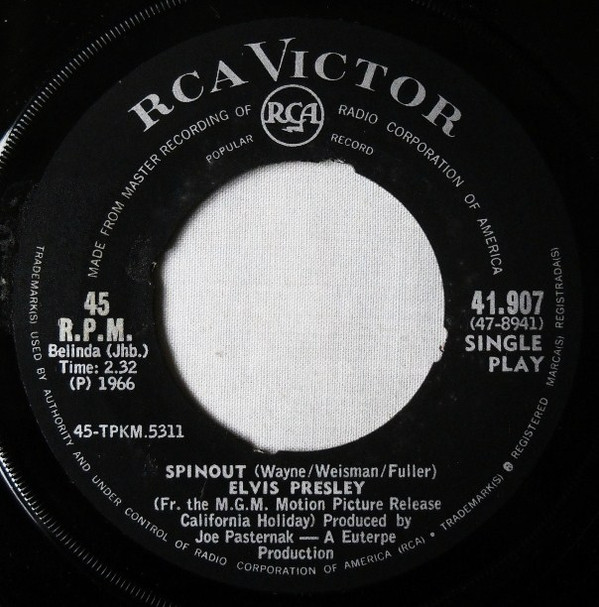 RCA VICTOR
RCA
MADE FROM MASTER RECORDING OF RADIO CORPORATION OF AMERICA
POPULAR RECORD
45
R.P.M.
Belinda (Jhb.)
Time: 2.32
(P) 1966
41.907
(47-8941)
SINGLE
PLAY
45-TPKM.5311
SPINOUT (Wayne/Weisman/Fuller)
ELVIS PRESLEY
(Fr. the M.G.M. Motion Picture Release
California Holiday) Produced by
Joe Pasternak — A Euterpe
Production
TRADEMARK(S) USED BY AUTHORITY AND UNDER CONTROL OF RADIO CORPORATION OF AMERICA (RCA) • TRADEMARK(S) ® REGISTERED MARCA(S) REGISTRADA(S)